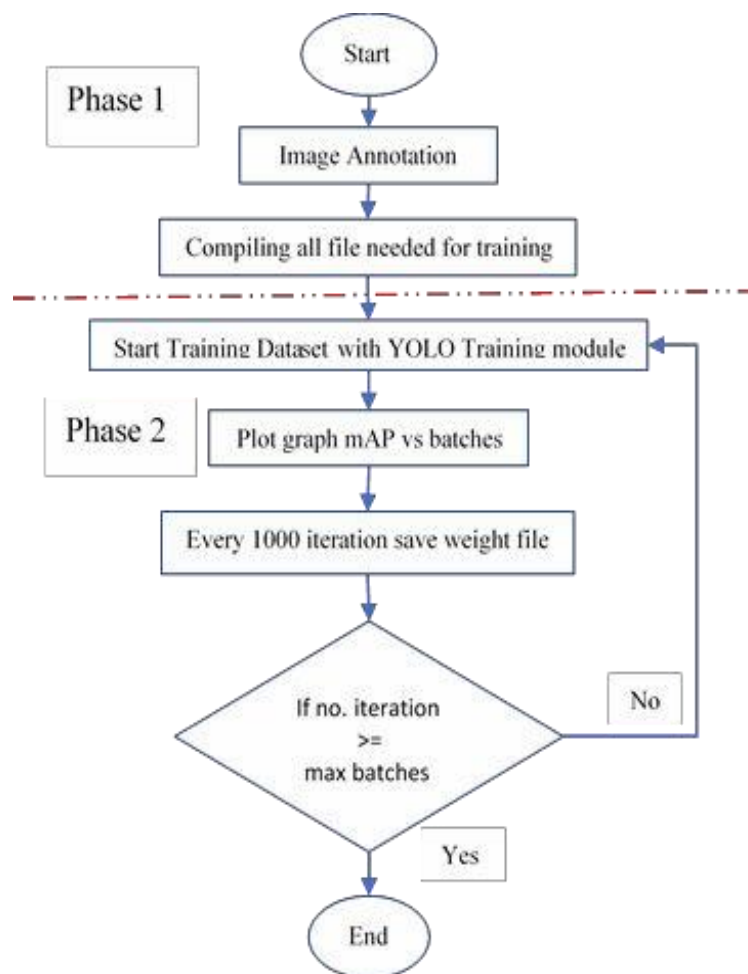 Start
Phase 1
Image Annotation
Compiling all file needed for training
Start Training Dataset with YOLO Training module
Phase 2
Plot graph mAP vs batches
Every 1000 iteration save weight file
If no. iteration
>=
max batches
No
Yes
End